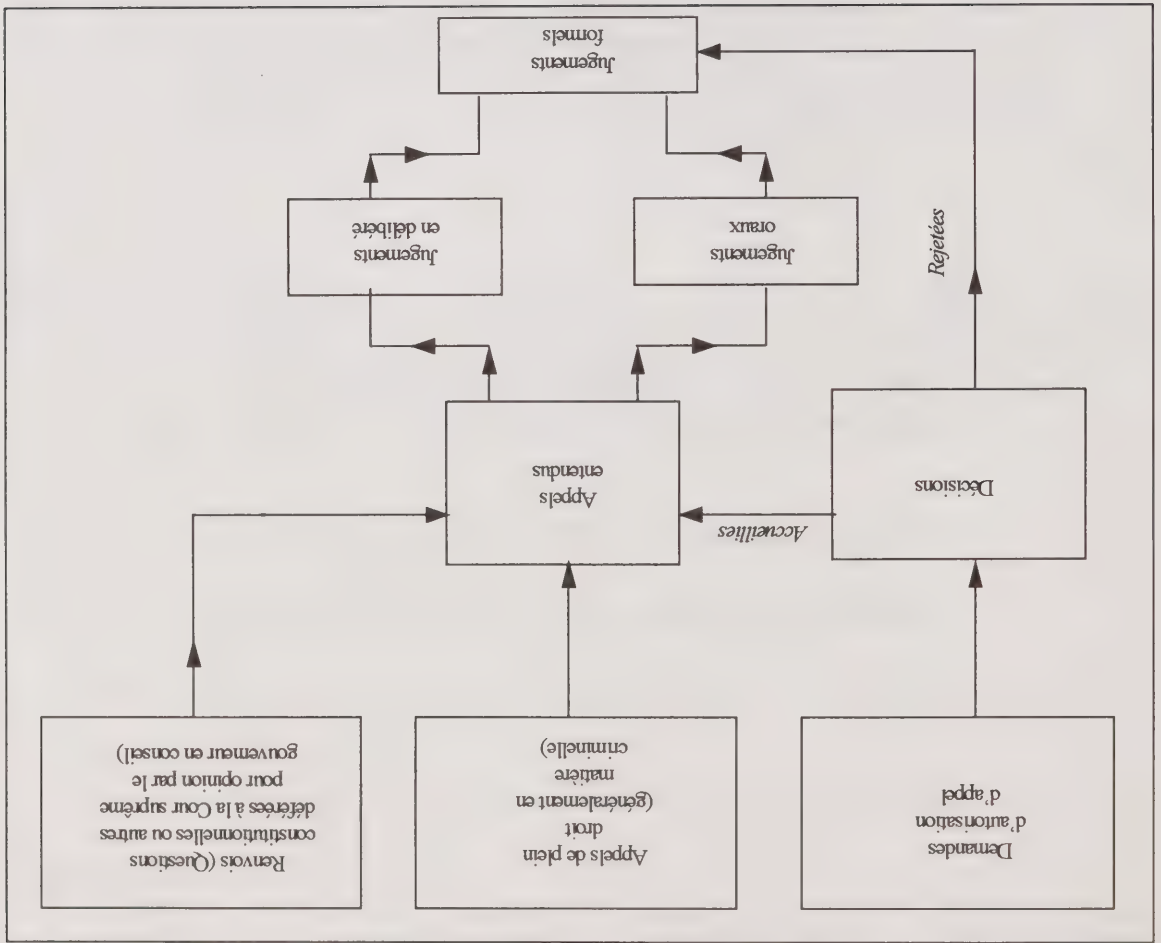 Demandes
d'autorisation
d'appel
Appels de plein
droit
(généralement en
matière
criminelle)
Renvois (Questions
constitutionnelles ou autres
déférées à la Cour suprême
pour opinion par le
gouverneur en conseil)
Décisions
Accueillies
Appels
entendus
Rejetées
Jugements
oraux
Jugements
en délibéré
Jugements
formels